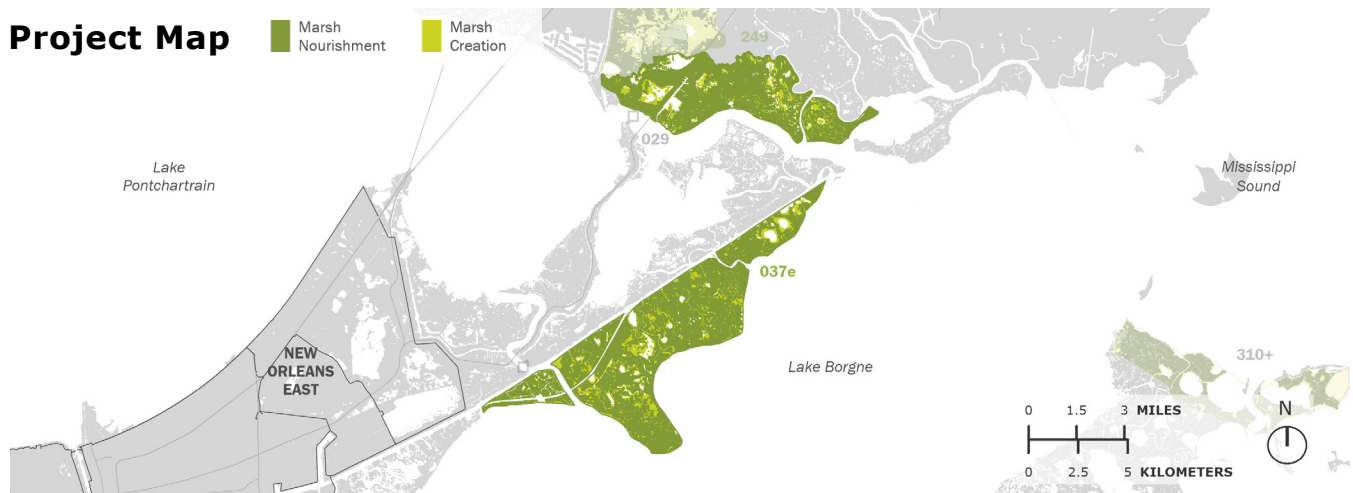 Project Map
Marsh
Nourishment
Marsh
Creation
249
029
Lake
Pontchartrain
Mississippi
Sound
037e
NEW
ORLEANS
EAST
Lake Borgne
310+
0 1.5 3 MILES
N
0 2.5 5 KILOMETERS